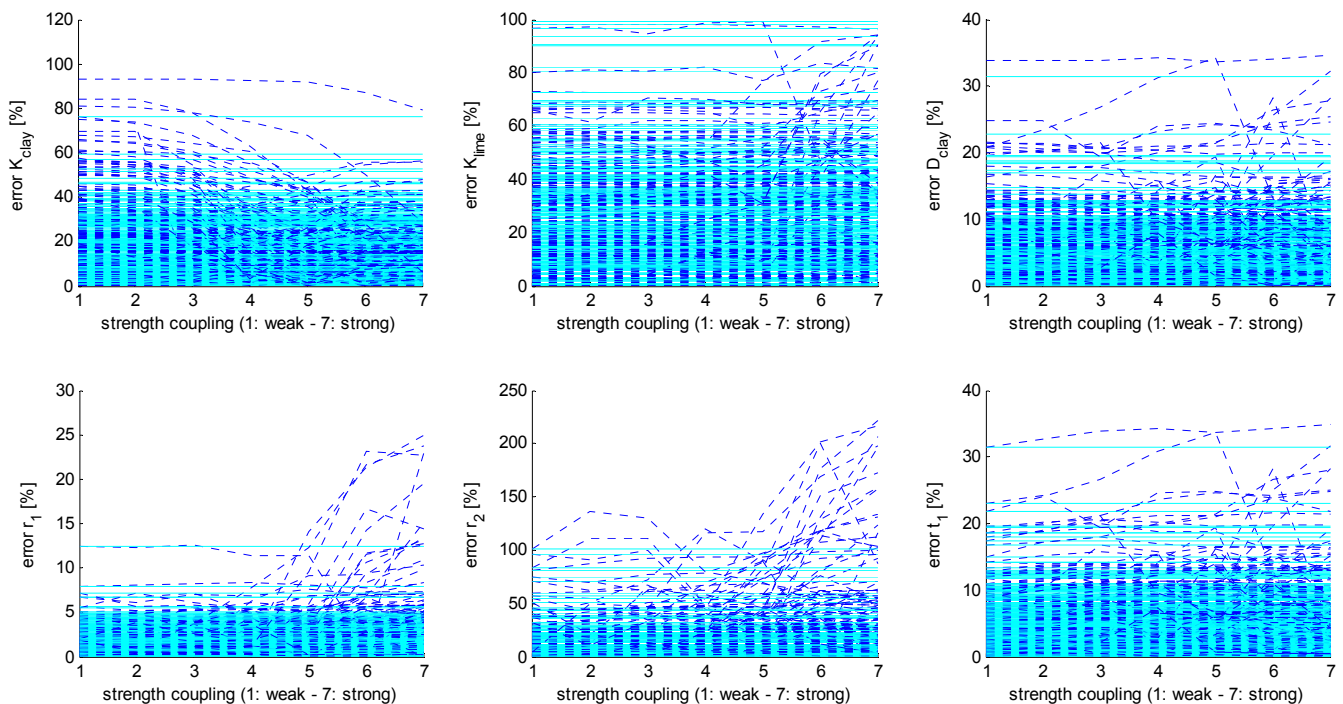 120
100
80
60
40
20
0
error K_clay [%]
1 2 3 4 5 6 7
strength coupling (1: weak - 7: strong)
100
80
60
40
20
0
error K_lime [%]
1 2 3 4 5 6 7
strength coupling (1: weak - 7: strong)
40
30
20
10
0
error D_clay [%]
1 2 3 4 5 6 7
strength coupling (1: weak - 7: strong)
30
25
20
15
10
5
0
error r_1 [%]
1 2 3 4 5 6 7
strength coupling (1: weak - 7: strong)
250
200
150
100
50
0
error r_2 [%]
1 2 3 4 5 6 7
strength coupling (1: weak - 7: strong)
40
30
20
10
0
error t_1 [%]
1 2 3 4 5 6 7
strength coupling (1: weak - 7: strong)